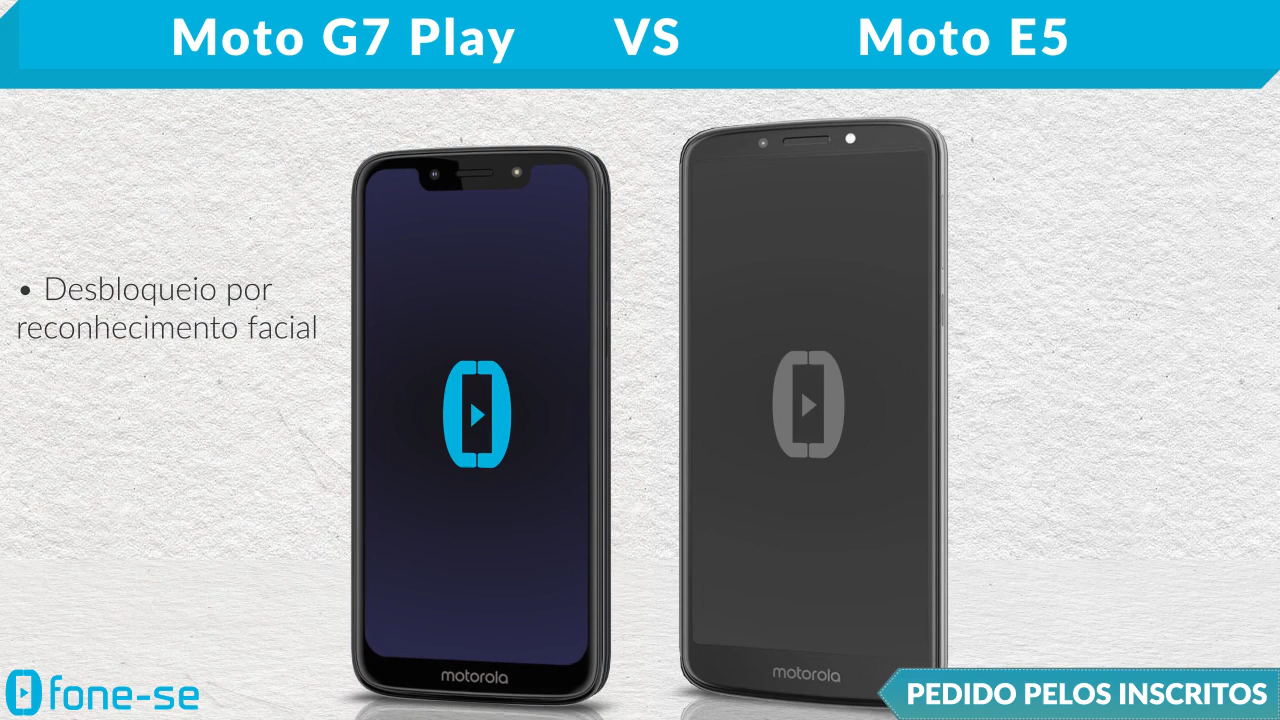 Moto G7 Play VS Moto E5
• Desbloqueio por
reconhecimento facial
motorola
motorola
fone-se
PEDIDO PELOS INSCRITOS